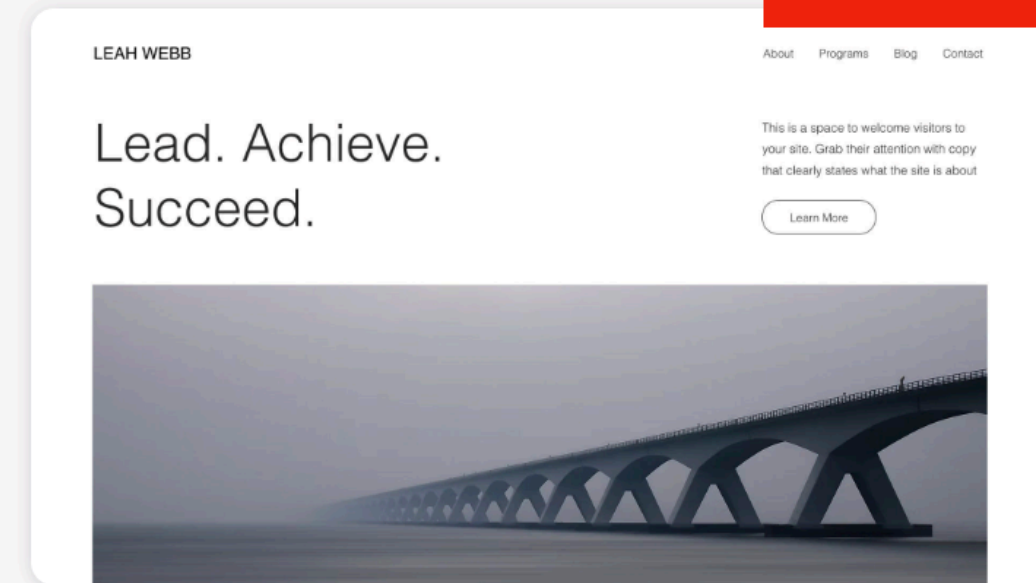 LEAH WEBB
About Programs Blog Contact
Lead. Achieve.
Succeed.
This is a space to welcome visitors to
your site. Grab their attention with copy
that clearly states what the site is about
Learn More